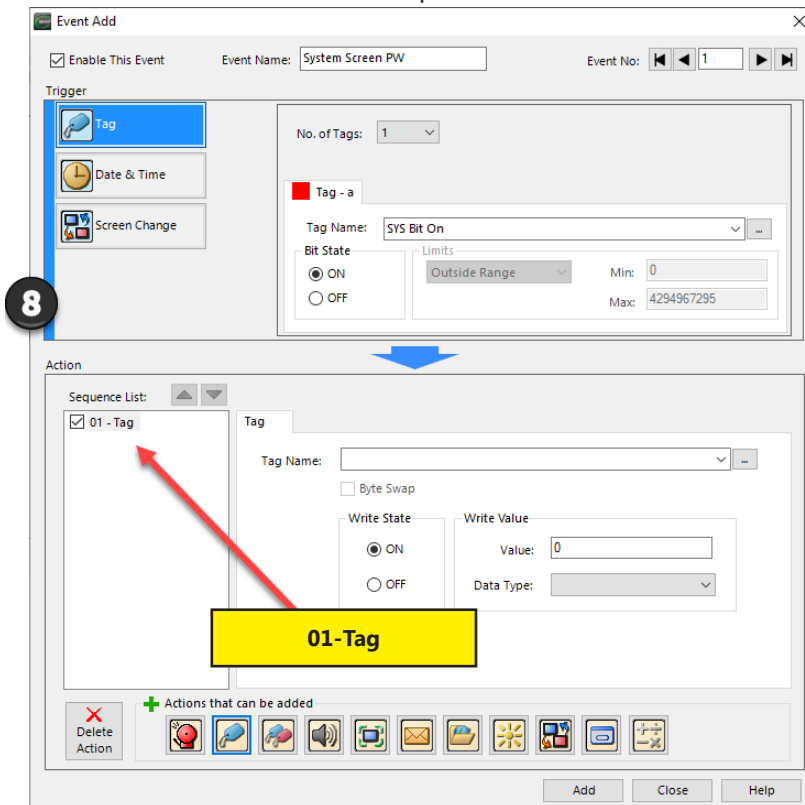 Event Add
Enable This Event Event Name: System Screen PW Event No: 1
Trigger
Tag
Date & Time
Screen Change
No. of Tags: 1
Tag - a
Tag Name: SYS Bit On ...
Bit State Limits
ON Outside Range Min: 0
OFF Max: 4294967295
8
Action
Sequence List:
01 - Tag
Tag
Tag Name: ...
Byte Swap
Write State Write Value
ON Value: 0
OFF Data Type:
01-Tag
Delete
Action
Actions that can be added
Add Close Help